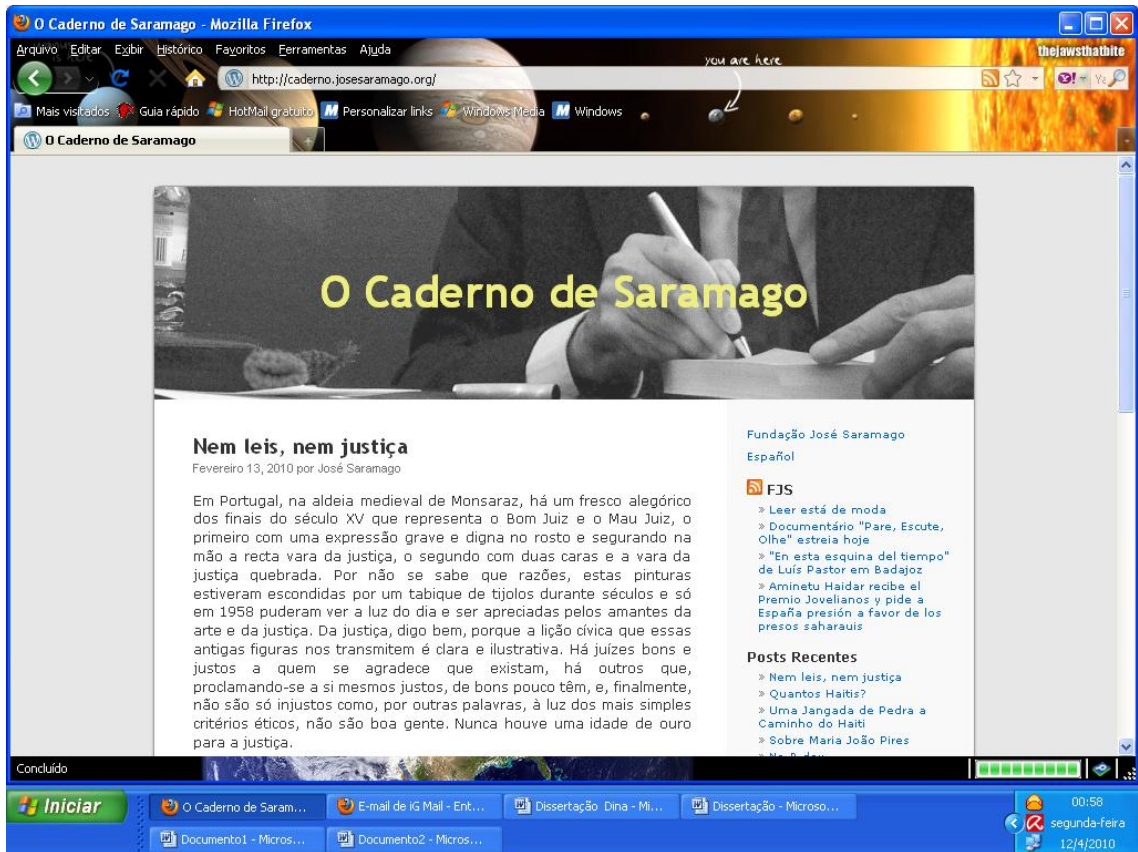 O Caderno de Saramago - Mozilla Firefox
Arquivo Editar Exibir Histórico Favoritos Ferramentas Ajuda
you are here
thejawsthatbite
http://caderno.josesaramago.org/
Mais visitados Guia rápido HotMail gratuito Personalizar links Windows Media Windows
O Caderno de Saramago
O Caderno de Saramago
Nem leis, nem justiça
Fevereiro 13, 2010 por José Saramago
Em Portugal, na aldeia medieval de Monsaraz, há um fresco alegórico
dos finais do século XV que representa o Bom Juiz e o Mau Juiz, o
primeiro com uma expressão grave e digna no rosto e segurando na
mão a recta vara da justiça, o segundo com duas caras e a vara da
justiça quebrada. Por não se sabe que razões, estas pinturas
estiveram escondidas por um tabique de tijolos durante séculos e só
em 1958 puderam ver a luz do dia e ser apreciadas pelos amantes da
arte e da justiça. Da justiça, digo bem, porque a lição cívica que essas
antigas figuras nos transmitem é clara e ilustrativa. Há juízes bons e
justos a quem se agradece que existam, há outros que,
proclamando-se a si mesmos justos, de bons pouco têm, e, finalmente,
não são só injustos como, por outras palavras, à luz dos mais simples
critérios éticos, não são boa gente. Nunca houve uma idade de ouro
para a justiça.
Fundação José Saramago
Español
FJS
» Leer está de moda
» Documentário "Pare, Escute,
Olhe" estreia hoje
» "En esta esquina del tiempo"
de Luís Pastor em Badajoz
» Aminetu Haidar recibe el
Premio Jovelianos y pide a
España presión a favor de los
presos saharauis
Posts Recentes
» Nem leis, nem justiça
» Quantos Haitis?
» Uma Jangada de Pedra a
Caminho do Haiti
» Sobre Maria João Pires
Concluído
Iniciar
O Caderno de Saram...
E-mail de iG Mail - Ent...
Dissertação Dina - Mi...
Dissertação - Microso...
Documento1 - Micros...
Documento2 - Micros...
00:58
segunda-feira
12/4/2010